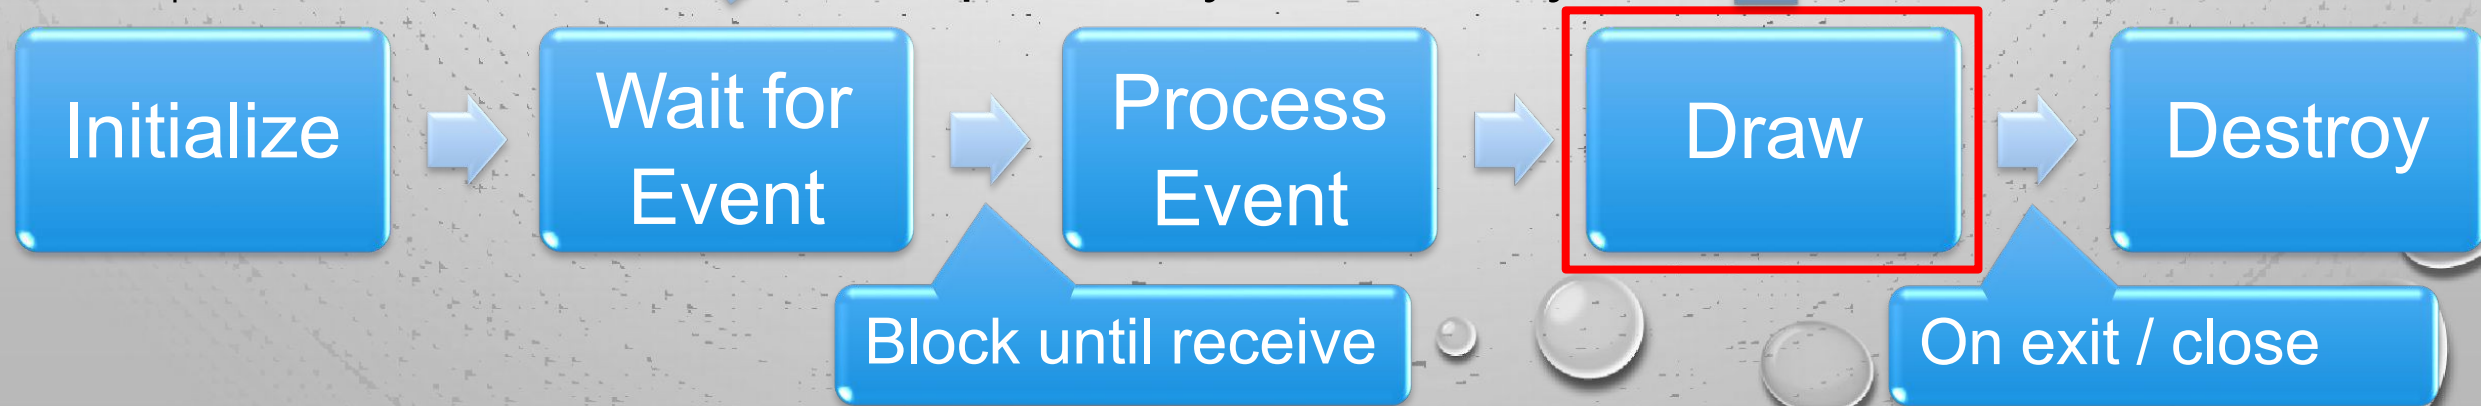 Initialize
Wait for
Event
Process
Event
Draw
Destroy
Block until receive
On exit / close